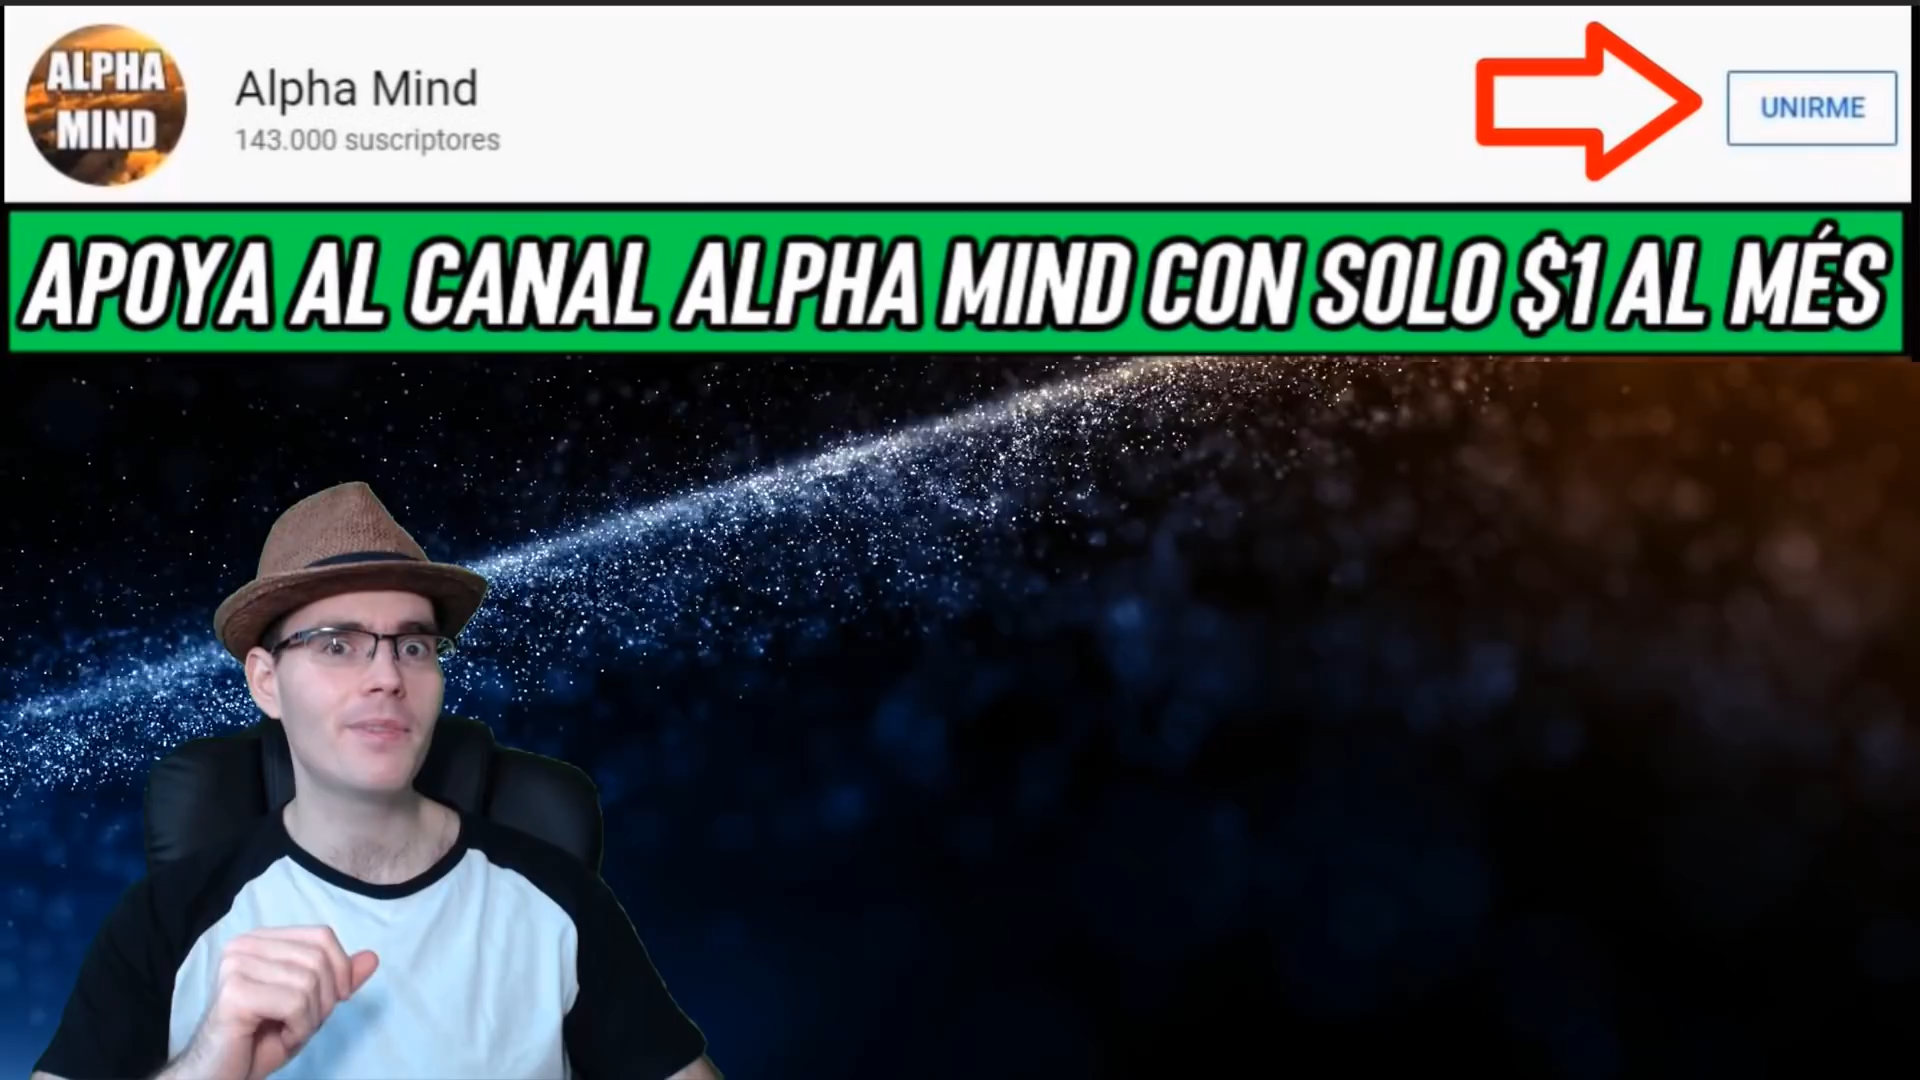 ALPHA
MIND
Alpha Mind
143.000 suscriptores
UNIRME
APOYA AL CANAL ALPHA MIND CON SOLO $1 AL MÉS